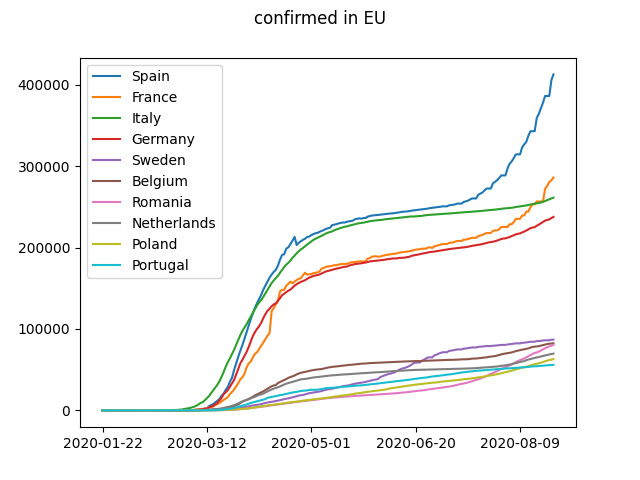 confirmed in EU
400000
300000
200000
100000
0
Spain
France
Italy
Germany
Sweden
Belgium
Romania
Netherlands
Poland
Portugal
2020-01-22 2020-03-12 2020-05-01 2020-06-20 2020-08-09